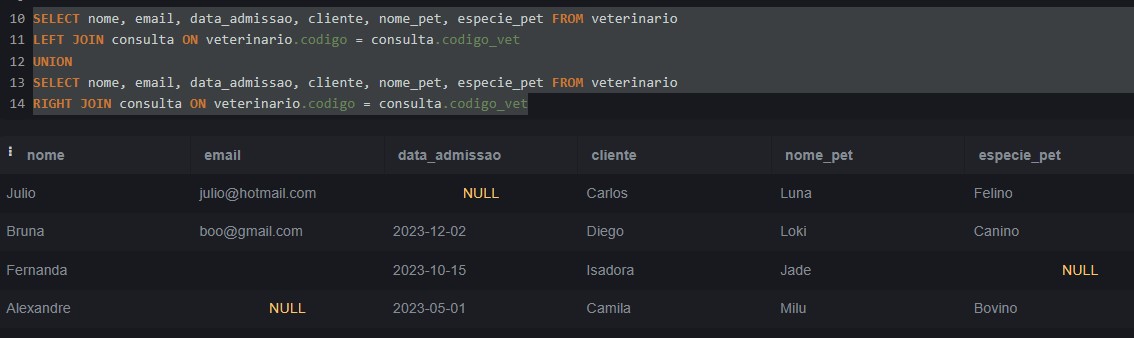 10 SELECT nome, email, data_admissao, cliente, nome_pet, especie_pet FROM veterinario
11 LEFT JOIN consulta ON veterinario.codigo = consulta.codigo_vet
12 UNION
13 SELECT nome, email, data_admissao, cliente, nome_pet, especie_pet FROM veterinario
14 RIGHT JOIN consulta ON veterinario.codigo = consulta.codigo_vet
nome email data_admissao cliente nome_pet especie_pet
Julio julio@hotmail.com NULL Carlos Luna Felino
Bruna boo@gmail.com 2023-12-02 Diego Loki Canino
Fernanda 2023-10-15 Isadora Jade NULL
Alexandre NULL 2023-05-01 Camila Milu Bovino